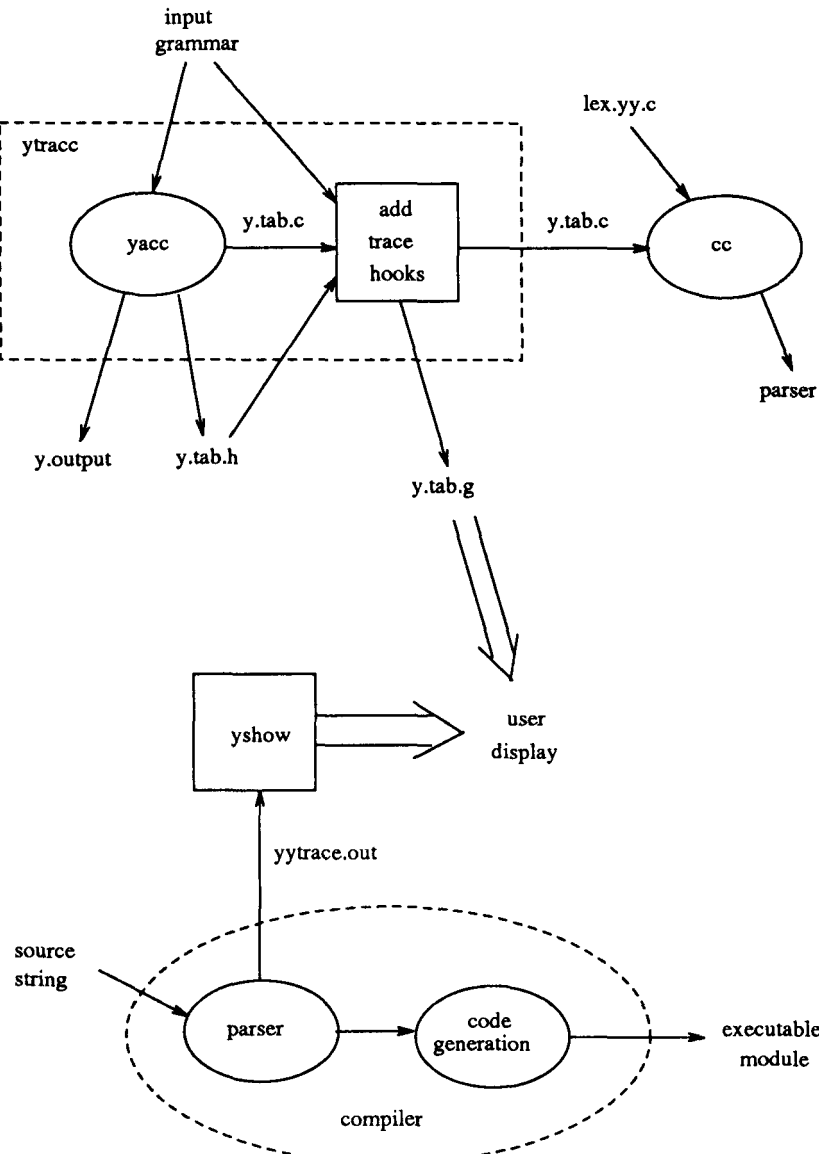 input
grammar
lex.yy.c
ytracc
yacc
y.tab.c
add
trace
hooks
y.tab.c
cc
parser
y.output
y.tab.h
y.tab.g
yshow
user
display
yytrace.out
source
string
parser
code
generation
executable
module
compiler